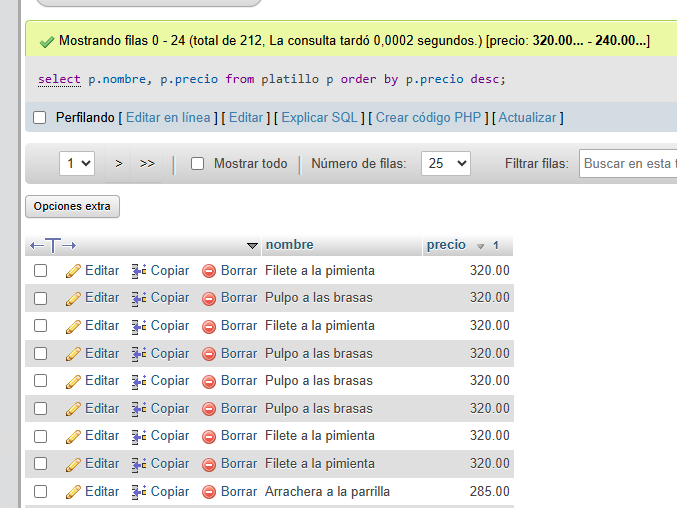 Mostrando filas 0 - 24 (total de 212, La consulta tardó 0,0002 segundos.) [precio: 320.00... - 240.00...]
select p.nombre, p.precio from platillo p order by p.precio desc;
Perfilando [ Editar en línea ] [ Editar ] [ Explicar SQL ] [ Crear código PHP ] [ Actualizar ]
1 > >> | Mostrar todo | Número de filas: 25 Filtrar filas: Buscar en esta
Opciones extra
nombre precio 1
Editar Copiar Borrar Filete a la pimienta 320.00
Editar Copiar Borrar Pulpo a las brasas 320.00
Editar Copiar Borrar Filete a la pimienta 320.00
Editar Copiar Borrar Pulpo a las brasas 320.00
Editar Copiar Borrar Pulpo a las brasas 320.00
Editar Copiar Borrar Pulpo a las brasas 320.00
Editar Copiar Borrar Filete a la pimienta 320.00
Editar Copiar Borrar Filete a la pimienta 320.00
Editar Copiar Borrar Arrachera a la parrilla 285.00